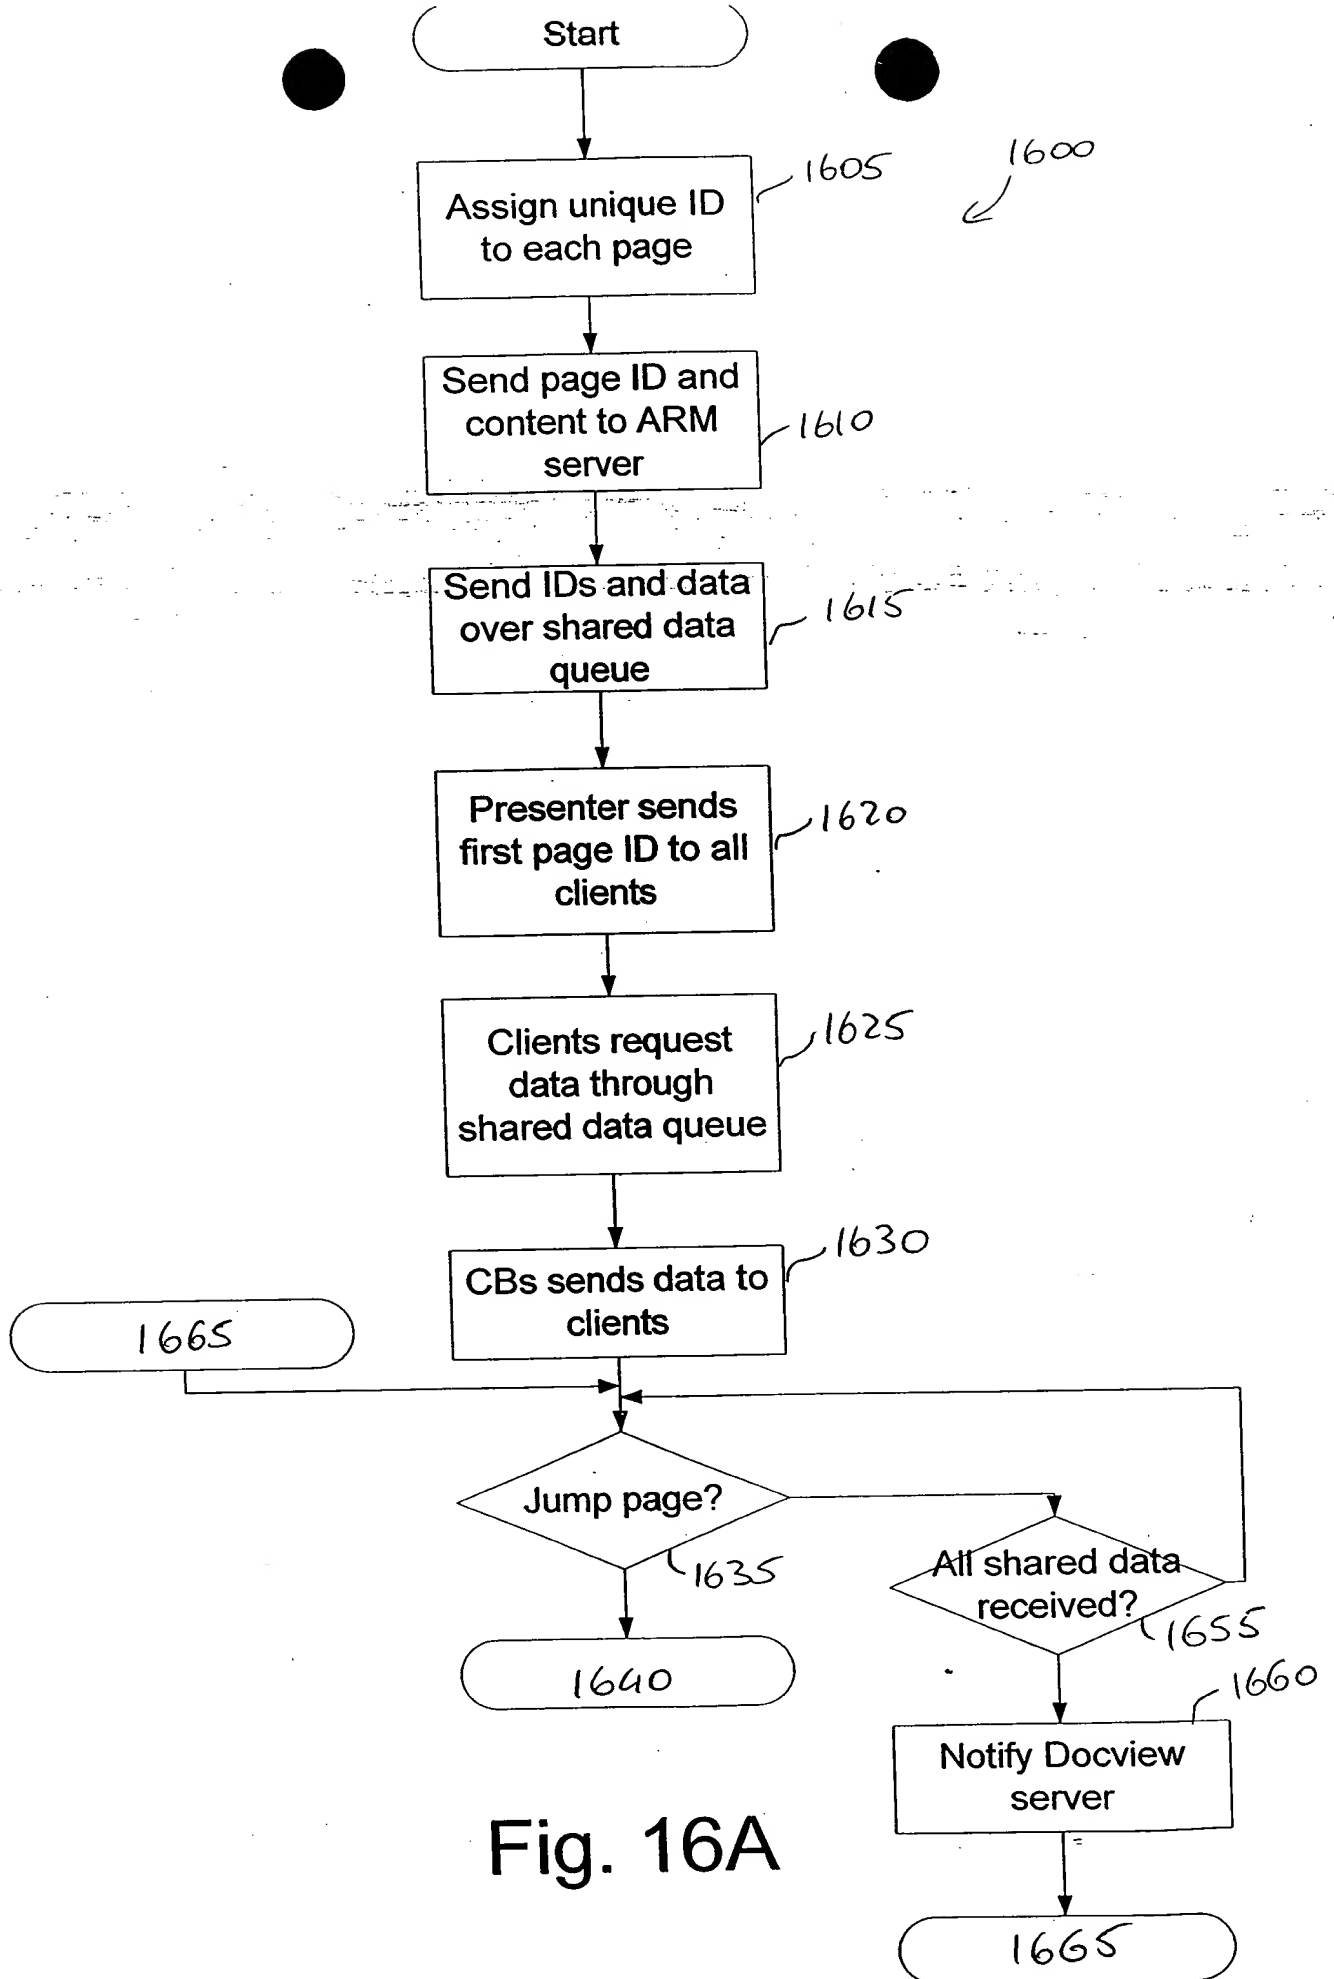 Start
1600
Assign unique ID
to each page
1605
Send page ID and
content to ARM
server
1610
Send IDs and data
over shared data
queue
1615
Presenter sends
first page ID to all
clients
1620
Clients request
data through
shared data queue
1625
CBs sends data to
clients
1630
1665
Jump page?
1635
All shared data
received?
1655
1640
Notify Docview
server
1660
1665
Fig. 16A